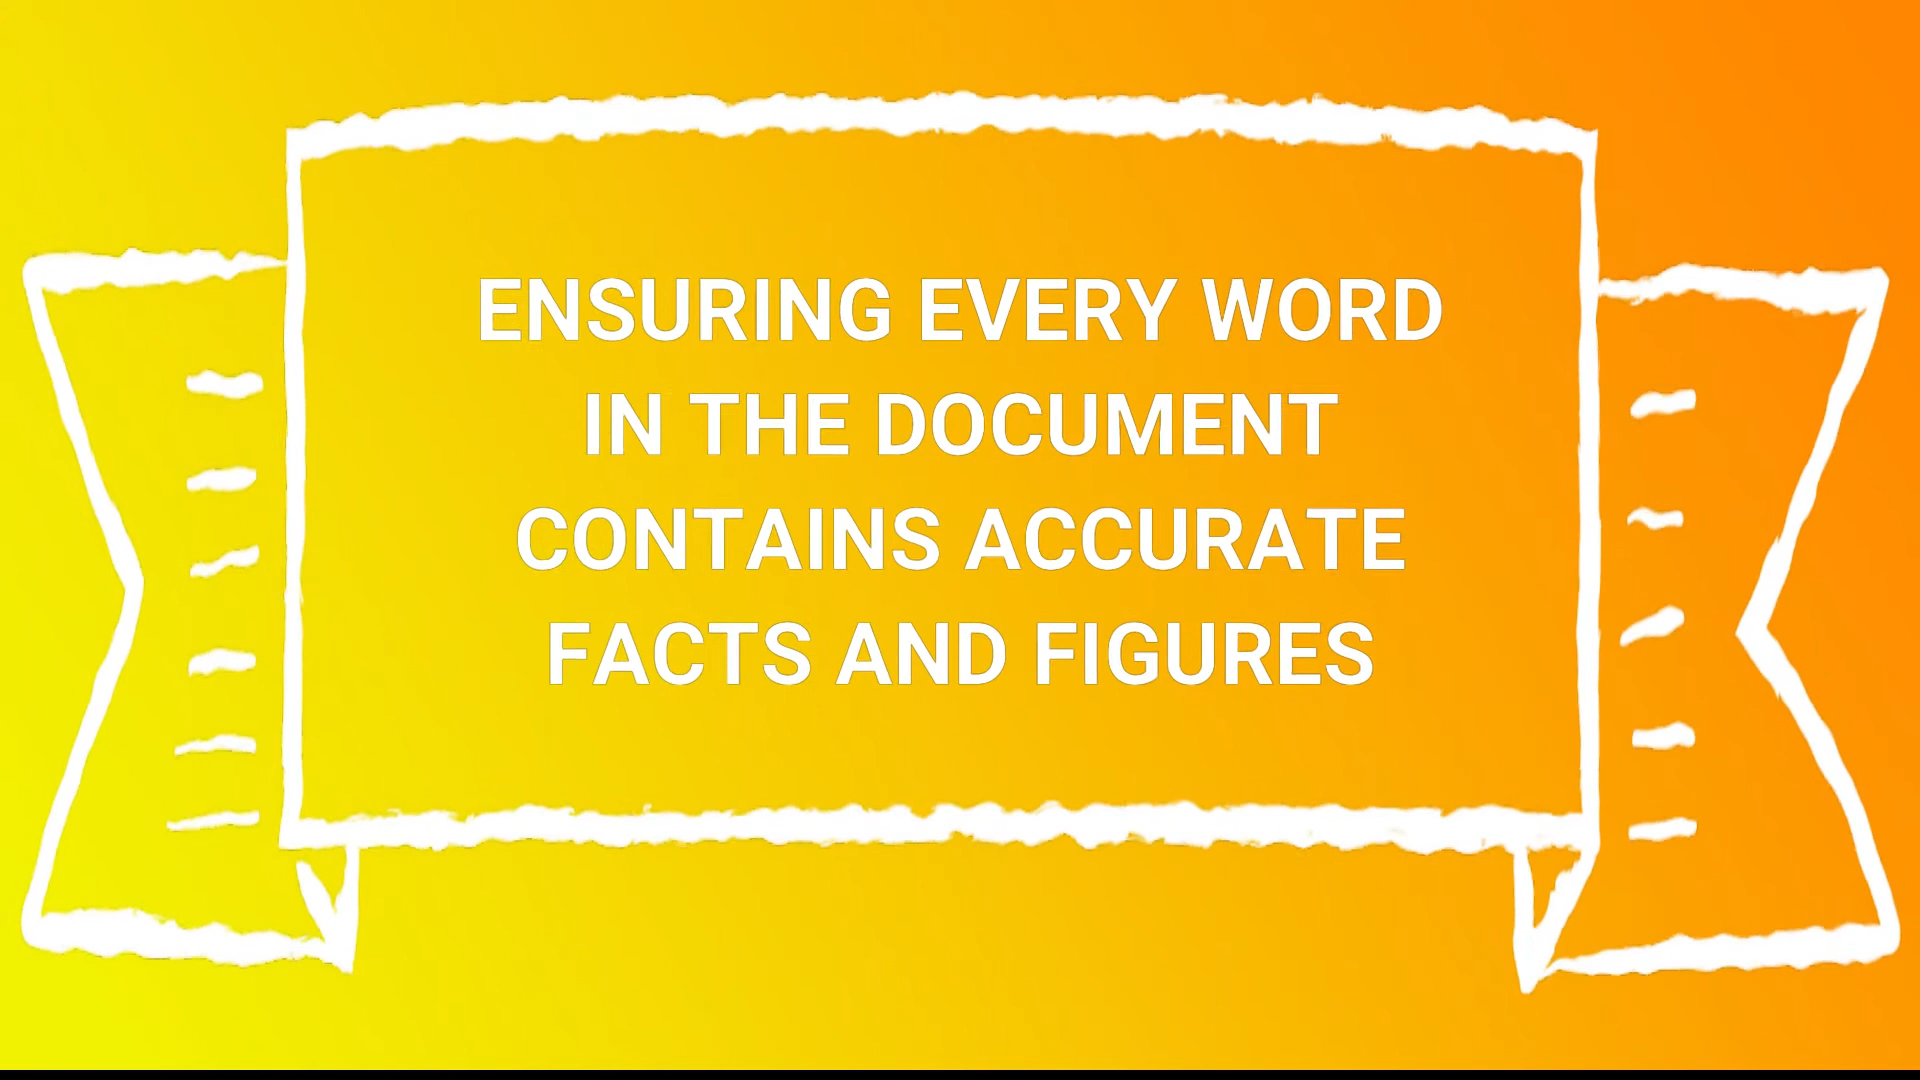 ENSURING EVERY WORD
IN THE DOCUMENT
CONTAINS ACCURATE
FACTS AND FIGURES